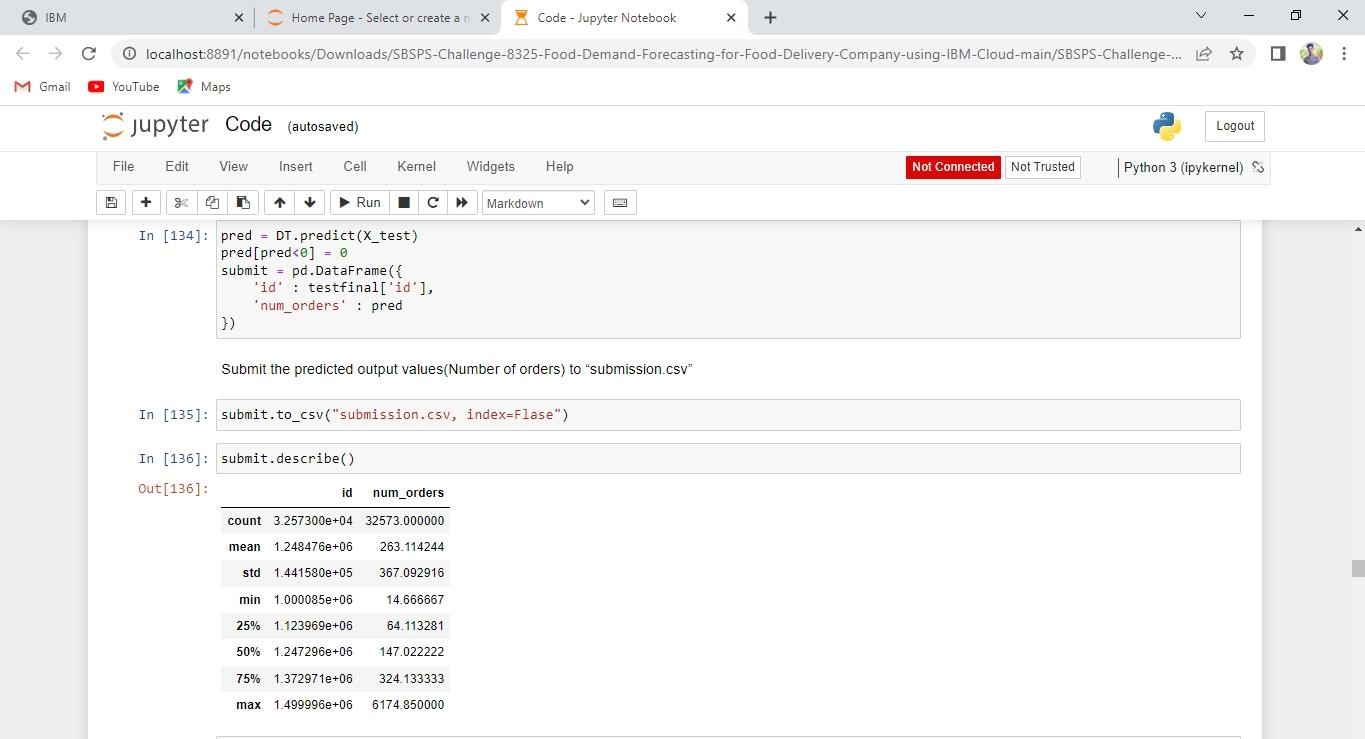 IBM
Home Page - Select or create a n
Code - Jupyter Notebook
localhost:8891/notebooks/Downloads/SBSPS-Challenge-8325-Food-Demand-Forecasting-for-Food-Delivery-Company-using-IBM-Cloud-main/SBSPS-Challenge-...
Gmail YouTube Maps
jupyter Code (autosaved) Logout
File Edit View Insert Cell Kernel Widgets Help Not Connected Not Trusted Python 3 (ipykernel)
Run Markdown
In [134]: pred = DT.predict(X_test)
pred[pred<0] = 0
submit = pd.DataFrame({
    'id' : testfinal['id'],
    'num_orders' : pred
})
Submit the predicted output values(Number of orders) to “submission.csv”
In [135]: submit.to_csv("submission.csv, index=Flase")
In [136]: submit.describe()
Out[136]:
id num_orders
count 3.257300e+04 32573.000000
mean 1.248476e+06 263.114244
std 1.441580e+05 367.092916
min 1.000085e+06 14.666667
25% 1.123969e+06 64.113281
50% 1.247296e+06 147.022222
75% 1.372971e+06 324.133333
max 1.499996e+06 6174.850000